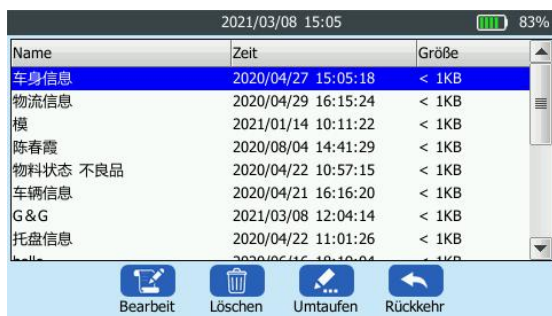 2021/03/08 15:05 83%
Name Zeit Größe
车身信息 2020/04/27 15:05:18 < 1KB
物流信息 2020/04/29 16:15:24 < 1KB
模 2021/01/14 10:11:22 < 1KB
陈春霞 2020/08/04 14:41:29 < 1KB
物料状态 不良品 2020/04/22 10:57:15 < 1KB
车辆信息 2020/04/21 16:16:20 < 1KB
G&G 2021/03/08 12:04:14 < 1KB
托盘信息 2020/04/22 11:01:26 < 1KB
Bearbeit Löschen Umtaufen Rückkehr